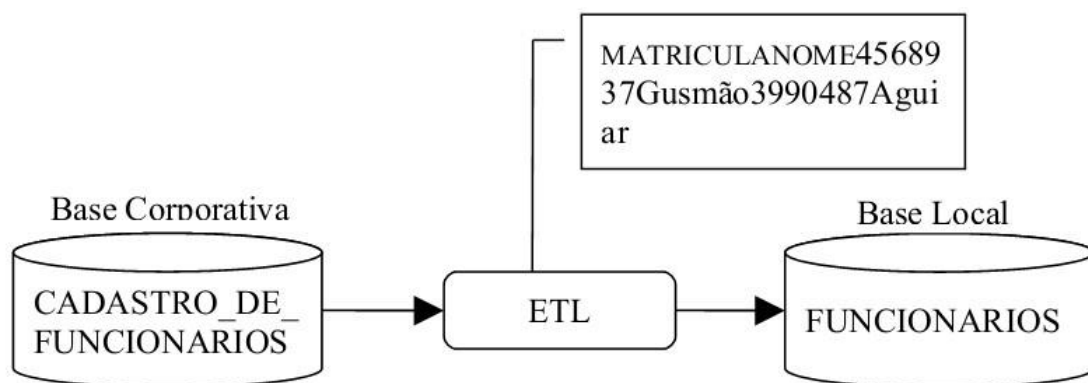 MATRICULANOME45689
37Gusmão3990487Agui
ar
Base Corporativa
Base Local
CADASTRO_DE_
FUNCIONARIOS
ETL
FUNCIONARIOS